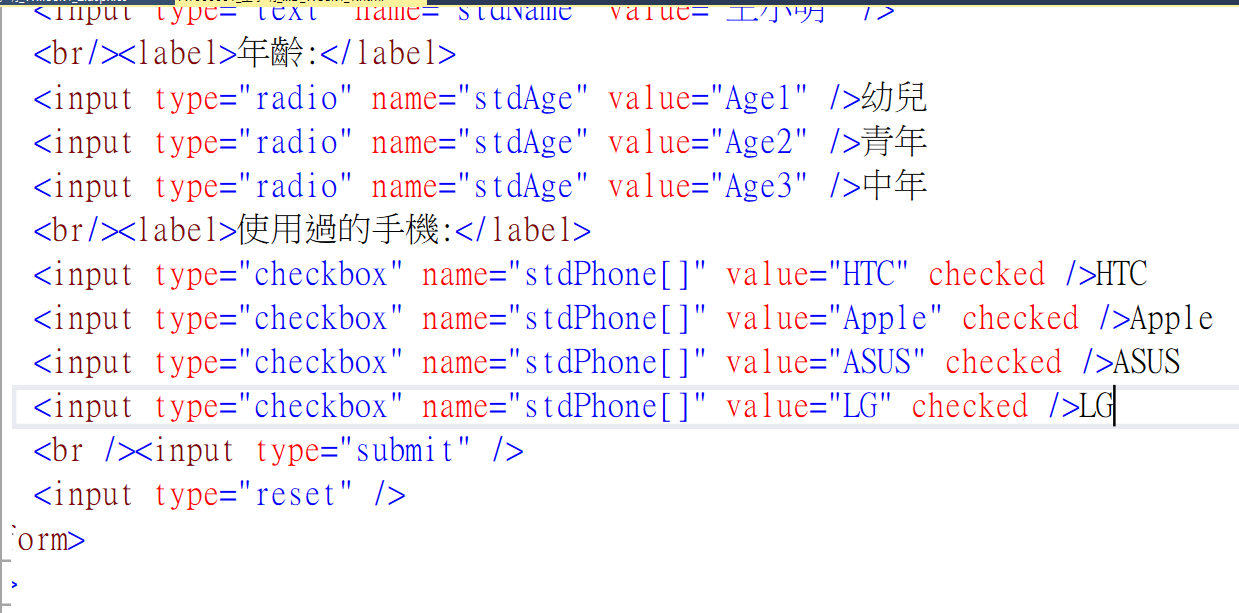 <input type="text" name="stdName" value="王小明" />
<br/><label>年齡:</label>
<input type="radio" name="stdAge" value="Age1" />幼兒
<input type="radio" name="stdAge" value="Age2" />青年
<input type="radio" name="stdAge" value="Age3" />中年
<br/><label>使用過的手機:</label>
<input type="checkbox" name="stdPhone[]" value="HTC" checked />HTC
<input type="checkbox" name="stdPhone[]" value="Apple" checked />Apple
<input type="checkbox" name="stdPhone[]" value="ASUS" checked />ASUS
<input type="checkbox" name="stdPhone[]" value="LG" checked />LG
<br /><input type="submit" />
<input type="reset" />
form>
>